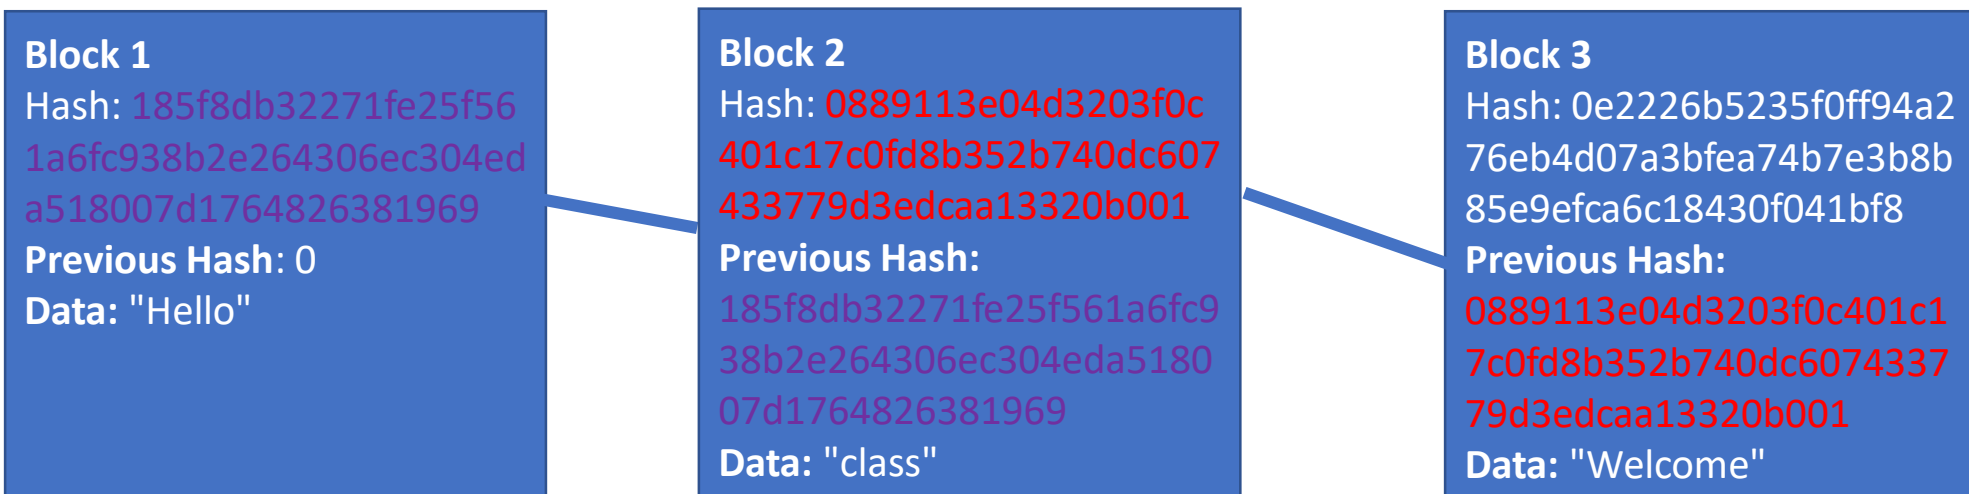 Block 1
Hash: 185f8db32271fe25f56
1a6fc938b2e264306ec304ed
a518007d1764826381969
Previous Hash: 0
Data: "Hello"
Block 2
Hash: 0889113e04d3203f0c
401c17c0fd8b352b740dc607
433779d3edcaa13320b001
Previous Hash:
185f8db32271fe25f561a6fc9
38b2e264306ec304eda5180
07d1764826381969
Data: "class"
Block 3
Hash: 0e2226b5235f0ff94a2
76eb4d07a3bfea74b7e3b8b
85e9efca6c18430f041bf8
Previous Hash:
0889113e04d3203f0c401c1
7c0fd8b352b740dc6074337
79d3edcaa13320b001
Data: "Welcome"